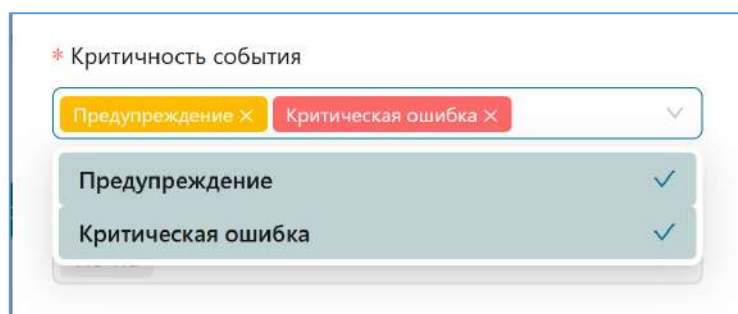 * Критичность события
Предупреждение × Критическая ошибка ×
Предупреждение
Критическая ошибка